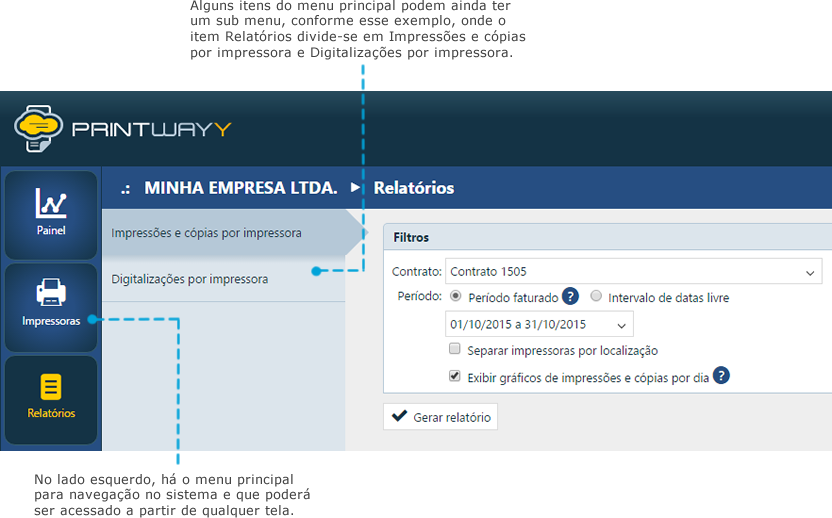 Alguns itens do menu principal podem ainda ter
um sub menu, conforme esse exemplo, onde o
item Relatórios divide-se em Impressões e cópias
por impressora e Digitalizações por impressora.
PRINTWAYY
.: MINHA EMPRESA LTDA. ▶ Relatórios
Painel
Impressoras
Relatórios
Impressões e cópias por impressora
Digitalizações por impressora
Filtros
Contrato: Contrato 1505
Período: Período faturado ? Intervalo de datas livre
01/10/2015 a 31/10/2015
Separar impressoras por localização
Exibir gráficos de impressões e cópias por dia ?
Gerar relatório
No lado esquerdo, há o menu principal
para navegação no sistema e que poderá
ser acessado a partir de qualquer tela.